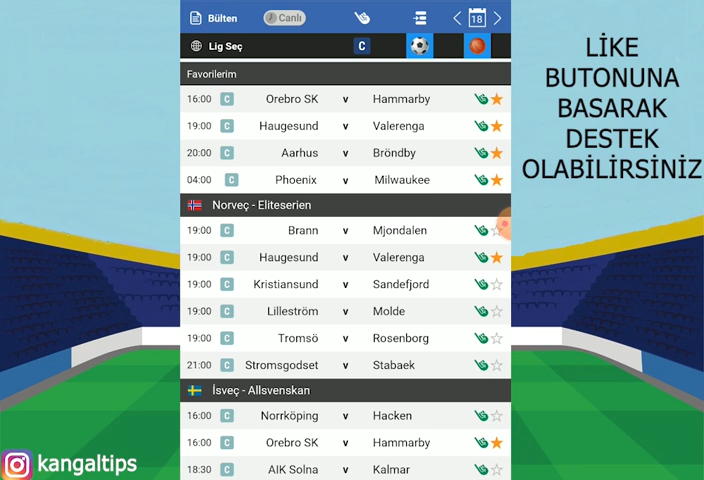 Bülten Canlı 18
Lig Seç C
Favorilerim
16:00 C Orebro SK v Hammarby
19:00 C Haugesund v Valerenga
20:00 C Aarhus v Bröndby
04:00 C Phoenix v Milwaukee
Norveç - Eliteserien
19:00 C Brann v Mjondalen
19:00 C Haugesund v Valerenga
19:00 C Kristiansund v Sandefjord
19:00 C Lilleström v Molde
19:00 C Tromsö v Rosenborg
21:00 C Stromsgodset v Stabaek
İsveç - Allsvenskan
16:00 C Norrköping v Hacken
16:00 C Orebro SK v Hammarby
18:30 C AIK Solna v Kalmar
LİKE
BUTONUNA
BASARAK
DESTEK
OLABİLİRSİNİZ
kangaltips